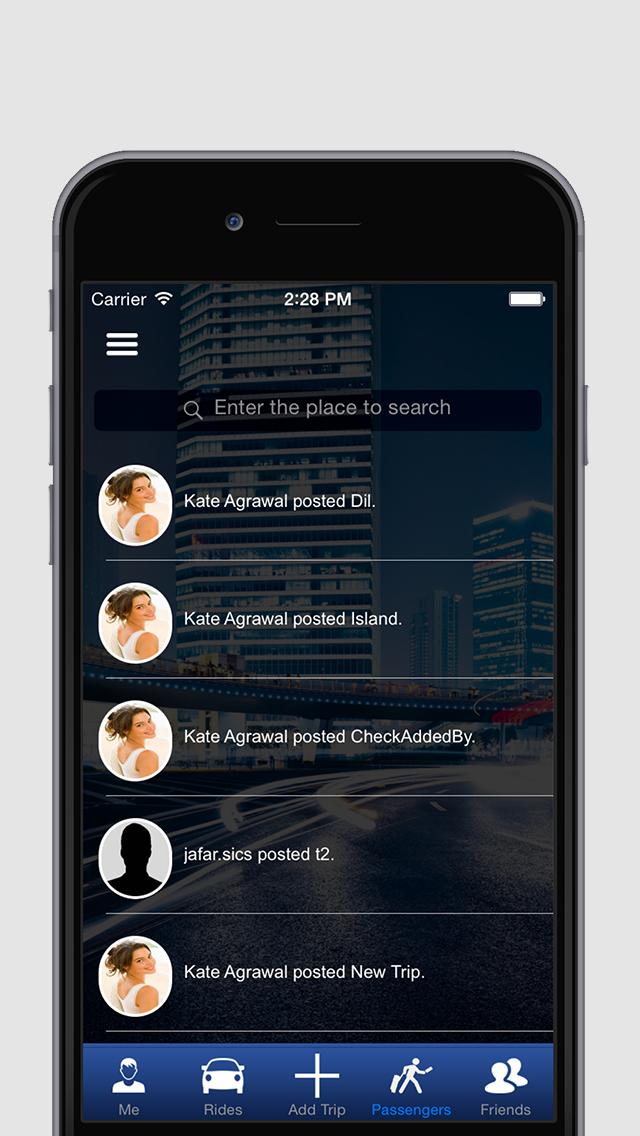 Carrier 2:28 PM
Enter the place to search
Kate Agrawal posted Dil.
Kate Agrawal posted Island.
Kate Agrawal posted CheckAddedBy.
jafar.sics posted t2.
Kate Agrawal posted New Trip.
Me Rides Add Trip Passengers Friends